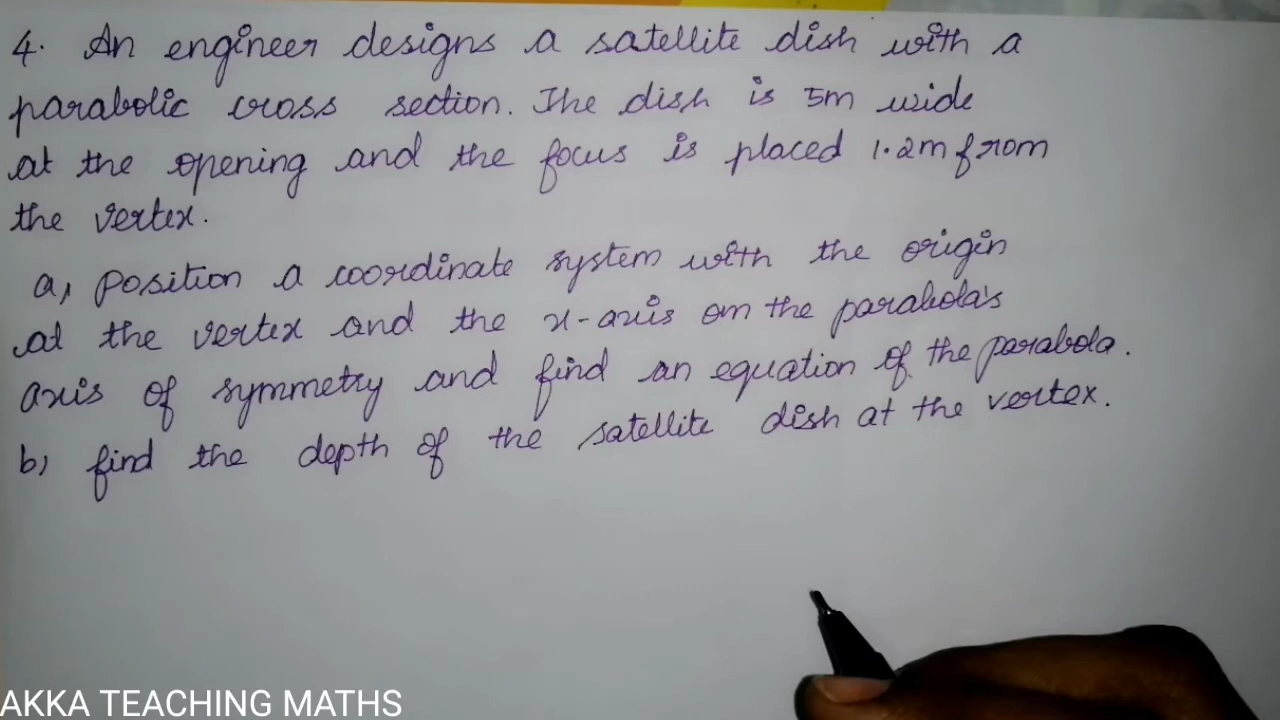 4. An engineer designs a satellite dish with a
parabolic cross section. The dish is 5m wide
at the opening and the focus is placed 1.2m from
the vertex.
a, position a coordinate system with the origin
at the vertex and the x-axis on the parabola's
axis of symmetry and find an equation of the parabola.
b, find the depth of the satellite dish at the vertex.
AKKA TEACHING MATHS